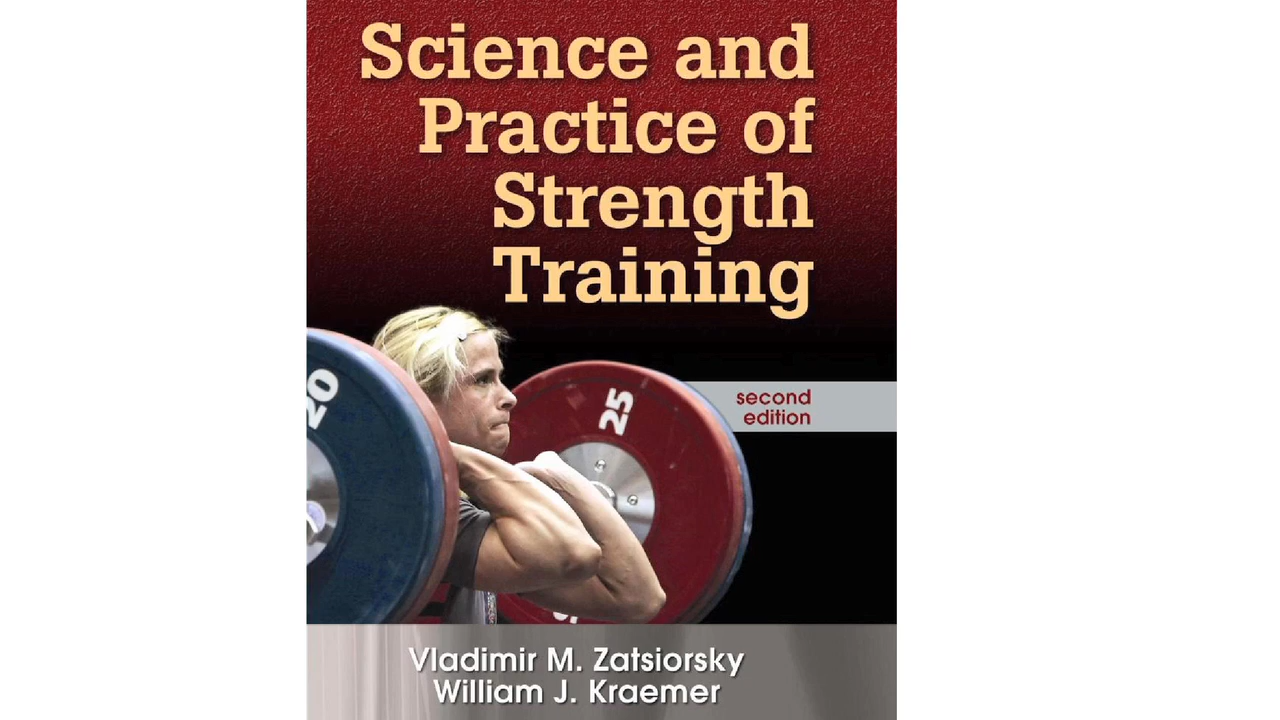 Science and
Practice of
Strength
Training
second
edition
20
25
Vladimir M. Zatsiorsky
William J. Kraemer